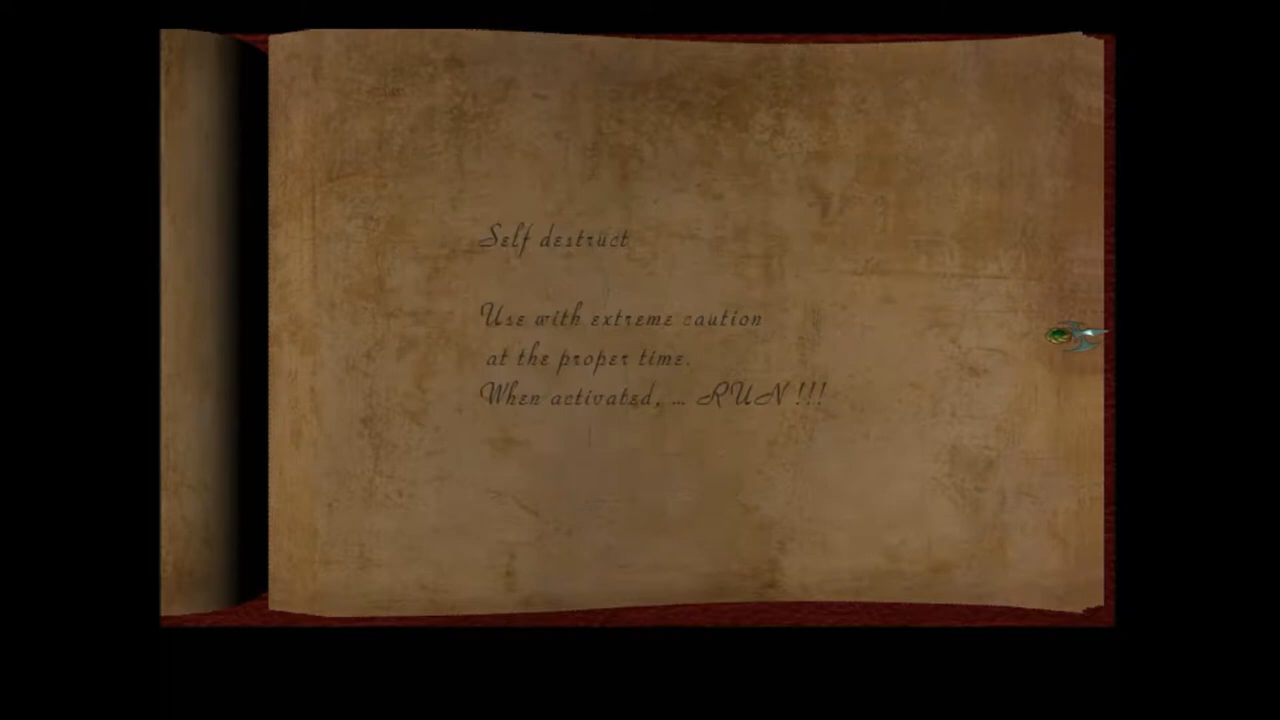 Self destruct
Use with extreme caution
at the proper time.
When activated, ... RUN !!!